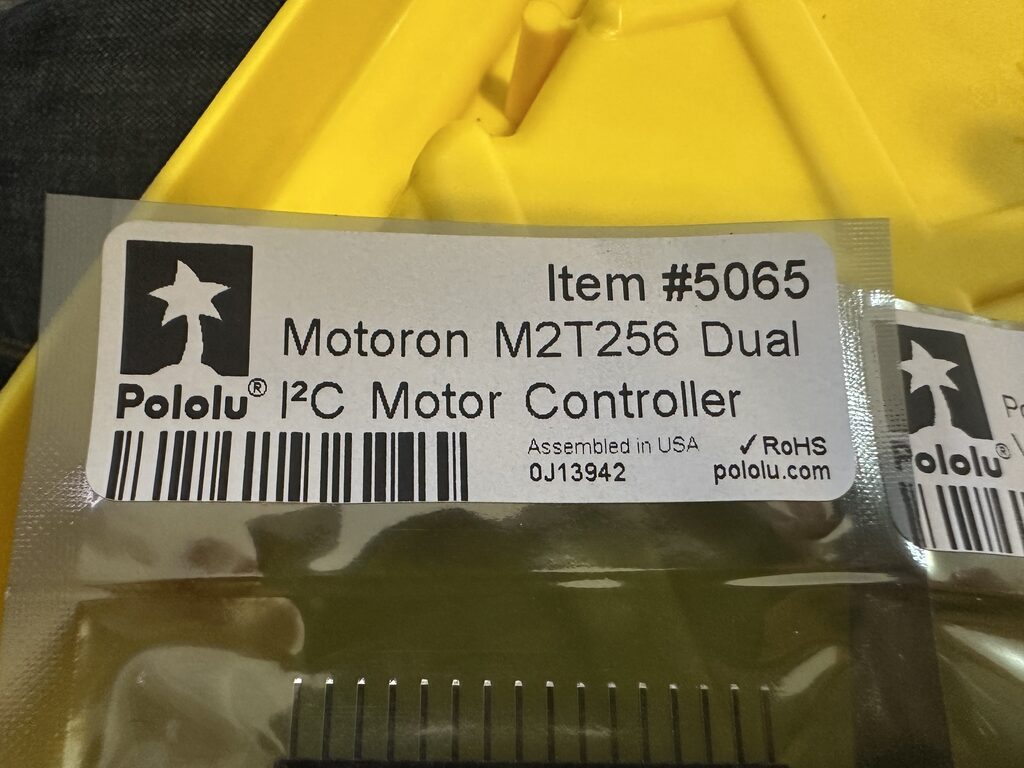 Item #5065
Motoron M2T256 Dual
Pololu® I²C Motor Controller
Assembled in USA ✓RoHS
0J13942 pololu.com
Pololu®